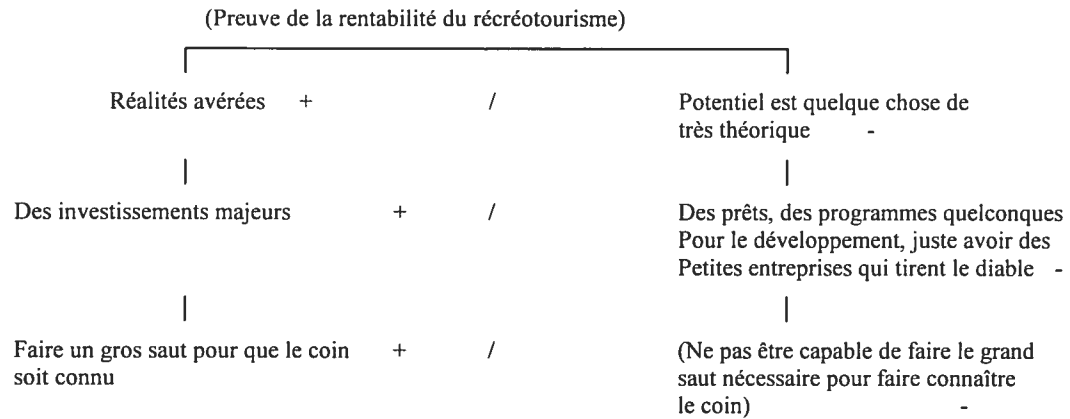 (Preuve de la rentabilité du récréotourisme)
Réalités avérées + / Potentiel est quelque chose de
très théorique -
Des investissements majeurs + / Des prêts, des programmes quelconques
Pour le développement, juste avoir des
Petites entreprises qui tirent le diable -
Faire un gros saut pour que le coin + / (Ne pas être capable de faire le grand
soit connu saut nécessaire pour faire connaître
le coin) -